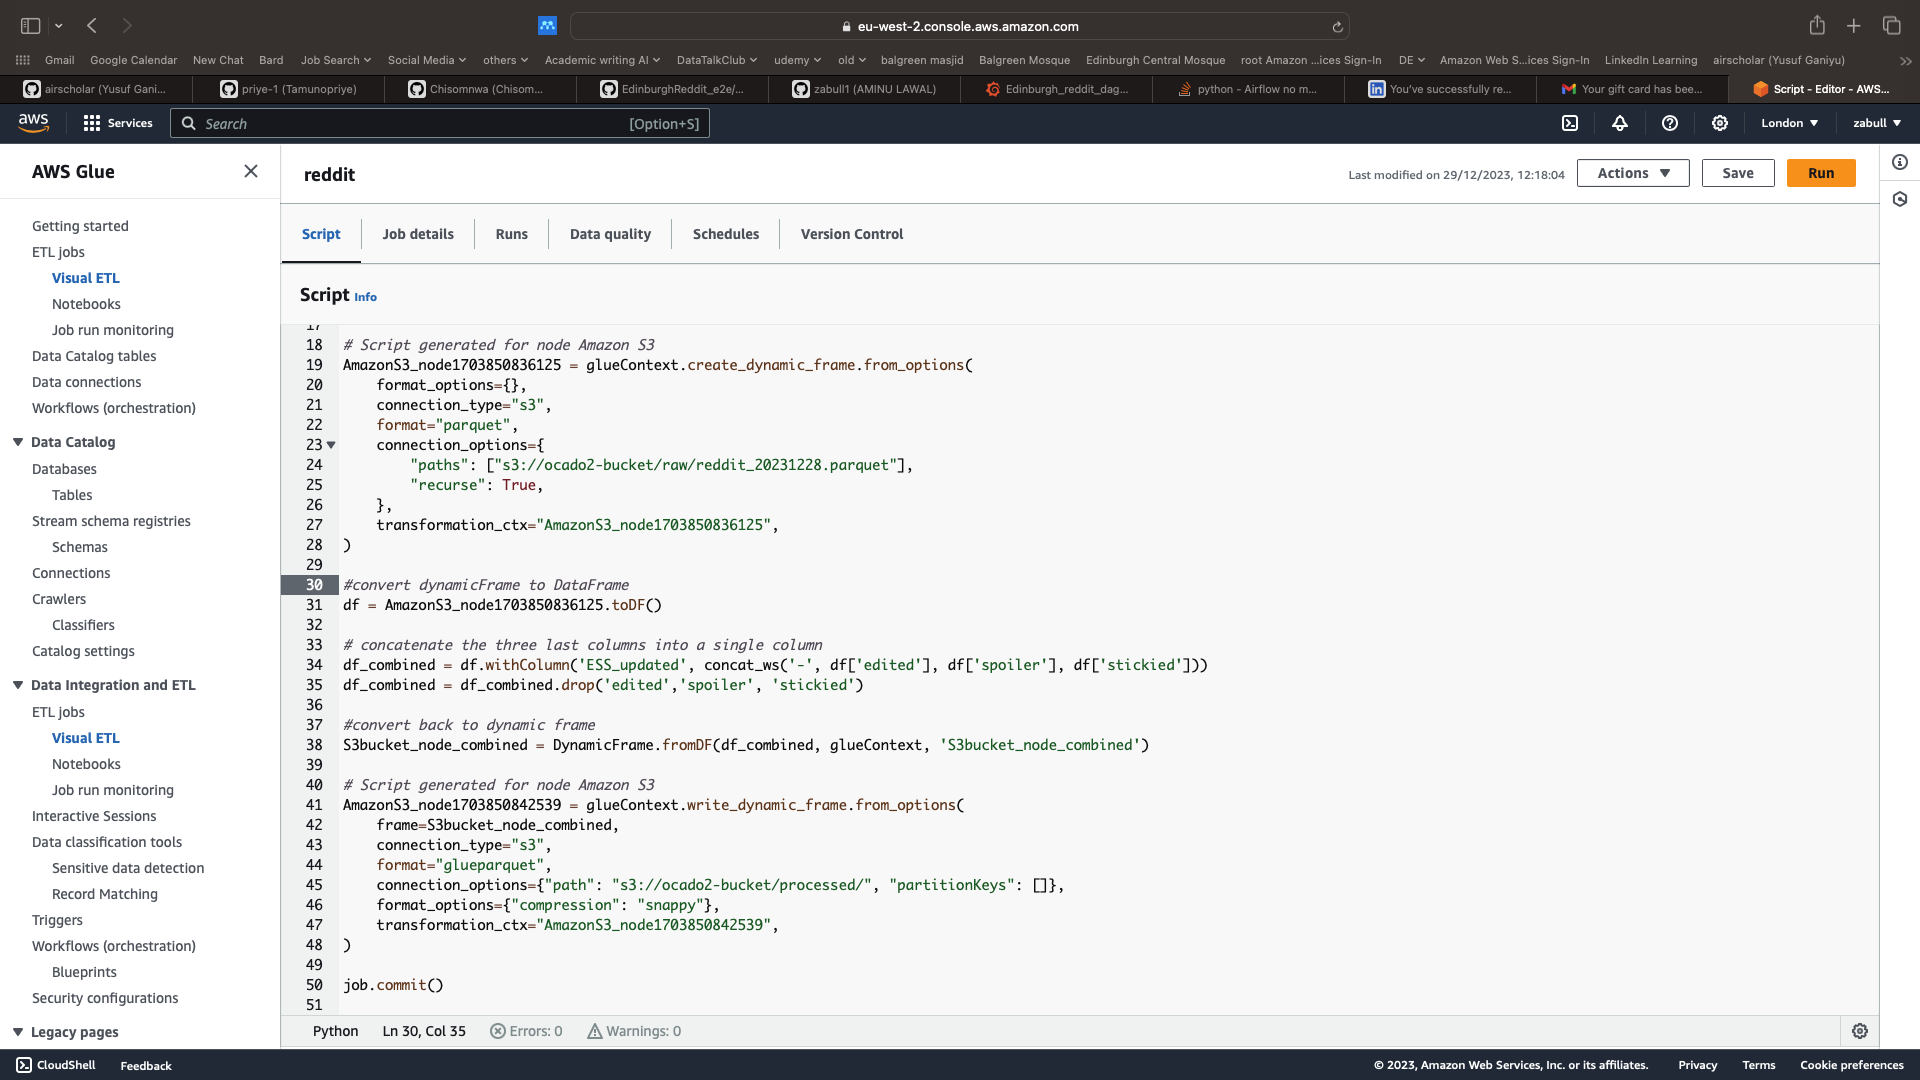 eu-west-2.console.aws.amazon.com
Gmail Google Calendar New Chat Bard Job Search Social Media others Academic writing AI DataTalkClub udemy old balgreen masjid Balgreen Mosque Edinburgh Central Mosque root Amazon ...ices Sign-In DE Amazon Web S...ices Sign-In LinkedIn Learning airscholar (Yusuf Ganiyu)
airscholar (Yusuf Gani... priye-1 (Tamunopriye) Chisomnwa (Chisom... EdinburghReddit_e2e/... zabull1 (AMINU LAWAL) Edinburgh_reddit_dag... python - Airflow no m... You've successfully re... Your gift card has bee... Script - Editor - AWS...
aws Services Search [Option+S] London zabull
AWS Glue
Getting started
ETL jobs
Visual ETL
Notebooks
Job run monitoring
Data Catalog tables
Data connections
Workflows (orchestration)
Data Catalog
Databases
Tables
Stream schema registries
Schemas
Connections
Crawlers
Classifiers
Catalog settings
Data Integration and ETL
ETL jobs
Visual ETL
Notebooks
Job run monitoring
Interactive Sessions
Data classification tools
Sensitive data detection
Record Matching
Triggers
Workflows (orchestration)
Blueprints
Security configurations
Legacy pages
reddit
Last modified on 29/12/2023, 12:18:04 Actions Save Run
Script Job details Runs Data quality Schedules Version Control
Script Info
17
18 # Script generated for node Amazon S3
19 AmazonS3_node1703850836125 = glueContext.create_dynamic_frame.from_options(
20 format_options={},
21 connection_type="s3",
22 format="parquet",
23 connection_options={
24 "paths": ["s3://ocado2-bucket/raw/reddit_20231228.parquet"],
25 "recurse": True,
26 },
27 transformation_ctx="AmazonS3_node1703850836125",
28 )
29
30 #convert dynamicFrame to DataFrame
31 df = AmazonS3_node1703850836125.toDF()
32
33 # concatenate the three last columns into a single column
34 df_combined = df.withColumn('ESS_updated', concat_ws('-', df['edited'], df['spoiler'], df['stickied']))
35 df_combined = df_combined.drop('edited','spoiler', 'stickied')
36
37 #convert back to dynamic frame
38 S3bucket_node_combined = DynamicFrame.fromDF(df_combined, glueContext, 'S3bucket_node_combined')
39
40 # Script generated for node Amazon S3
41 AmazonS3_node1703850842539 = glueContext.write_dynamic_frame.from_options(
42 frame=S3bucket_node_combined,
43 connection_type="s3",
44 format="glueparquet",
45 connection_options={"path": "s3://ocado2-bucket/processed/", "partitionKeys": []},
46 format_options={"compression": "snappy"},
47 transformation_ctx="AmazonS3_node1703850842539",
48 )
49
50 job.commit()
51
Python Ln 30, Col 35 Errors: 0 Warnings: 0
CloudShell Feedback © 2023, Amazon Web Services, Inc. or its affiliates. Privacy Terms Cookie preferences